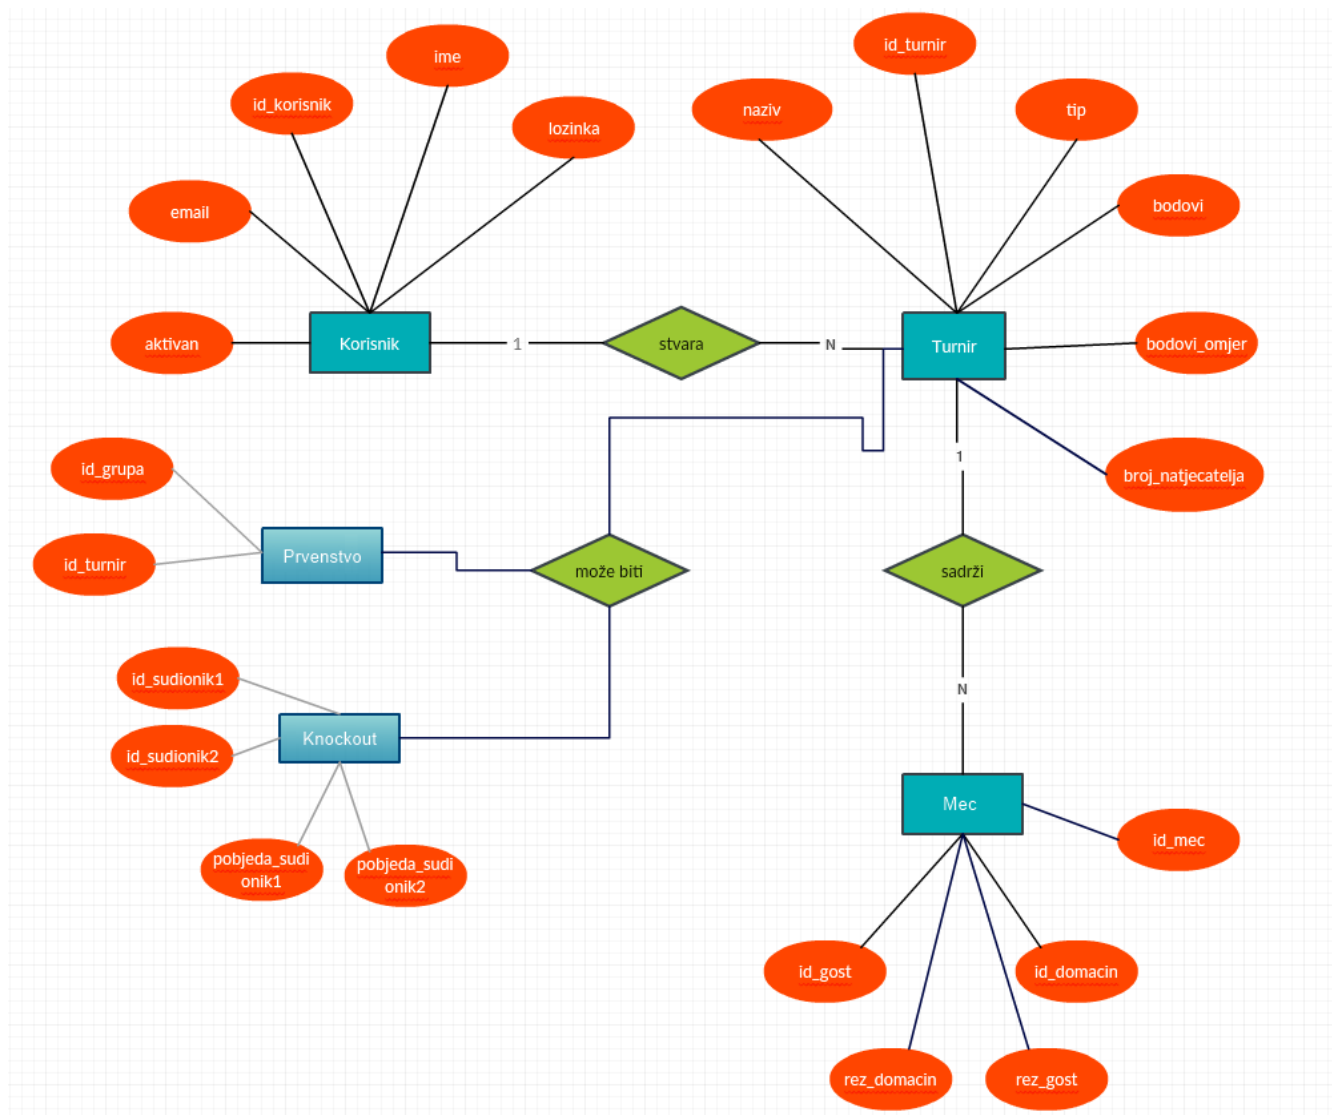 id_turnir
ime
id_korisnik
naziv
tip
lozinka
email
bodovi
aktivan
Korisnik
1
stvara
N
Turnir
bodovi_omjer
id_grupa
1
broj_natjecatelja
Prvenstvo
id_turnir
može biti
sadrži
id_sudionik1
N
Knockout
id_sudionik2
Mec
id_mec
pobjeda_sudi
onik1
pobjeda_sudi
onik2
id_gost
id_domacin
rez_domacin
rez_gost